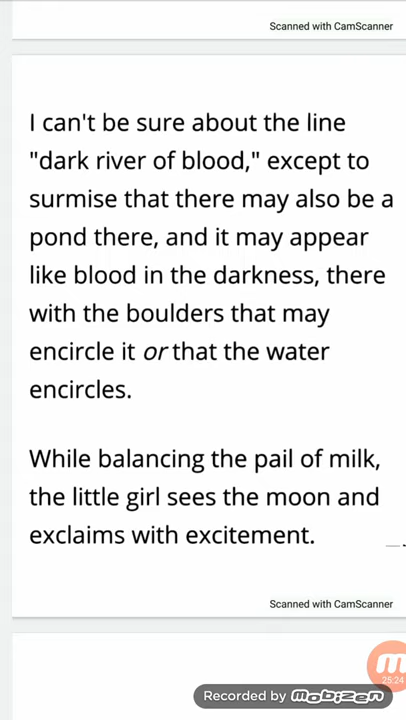 Scanned with CamScanner
I can't be sure about the line
"dark river of blood," except to
surmise that there may also be a
pond there, and it may appear
like blood in the darkness, there
with the boulders that may
encircle it or that the water
encircles.
While balancing the pail of milk,
the little girl sees the moon and
exclaims with excitement.
Scanned with CamScanner
25:24
Recorded by mobizen